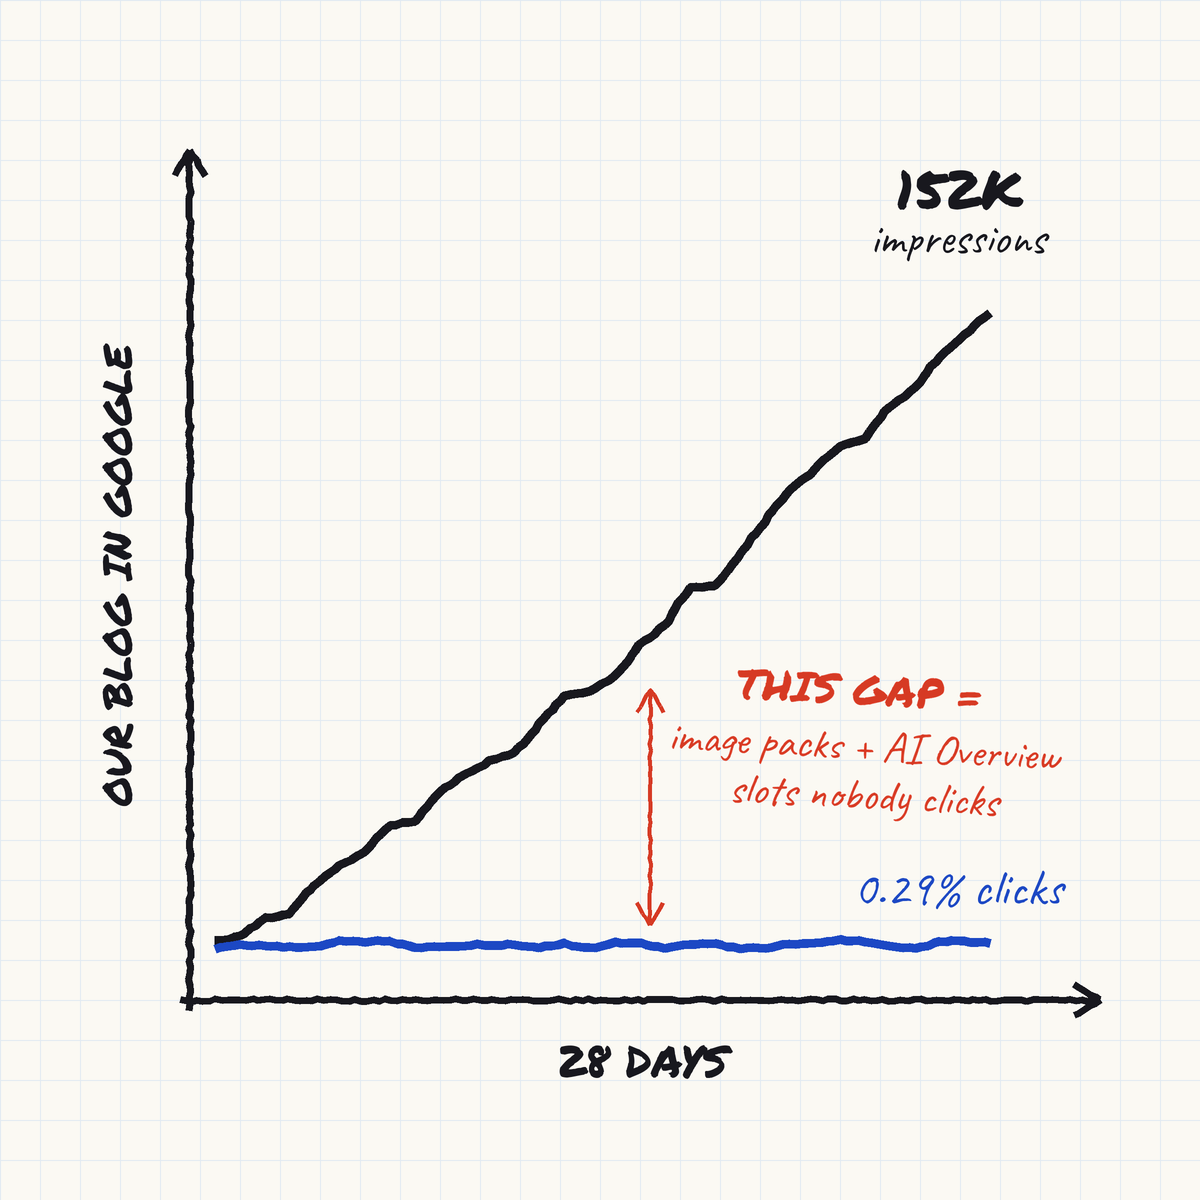 152K
impressions
OUR BLOG IN GOOGLE
THIS GAP =
image packs + AI Overview
slots nobody clicks
0.29% clicks
28 DAYS